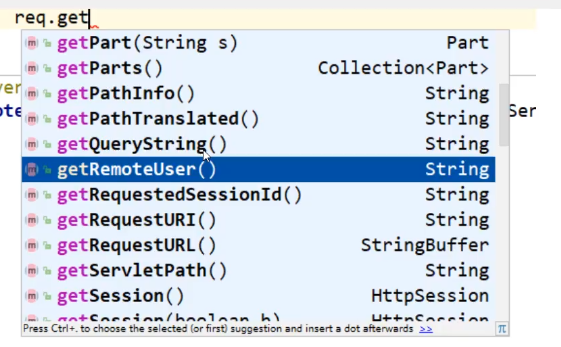 req.get
getPart(String s) Part
getParts() Collection<Part>
ver
getPathInfo() String
ote
Ser
getPathTranslated() String
getQueryString() String
getRemoteUser() String
getRequestedSessionId() String
getRequestURI() String
getRequestURL() StringBuffer
getServletPath() String
getSession() HttpSession
getSession(boolean b) HttpSession
Press Ctrl+. to choose the selected (or first) suggestion and insert a dot afterwards >>
π